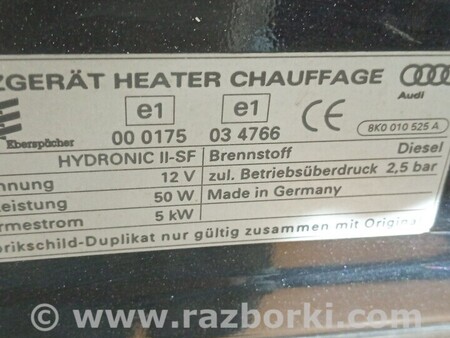 ZGERÄT HEATER CHAUFFAGE
Audi
e1 e1
Eberspächer
00 0175 03 4766
CE
8K0 010 525 A
HYDRONIC II-SF Brennstoff Diesel
nnung 12 V zul. Betriebsüberdruck 2,5 bar
Leistung 50 W Made in Germany
rmestrom 5 kW
brikschild-Duplikat nur gültig zusammen mit Origina
© www.razborki.com